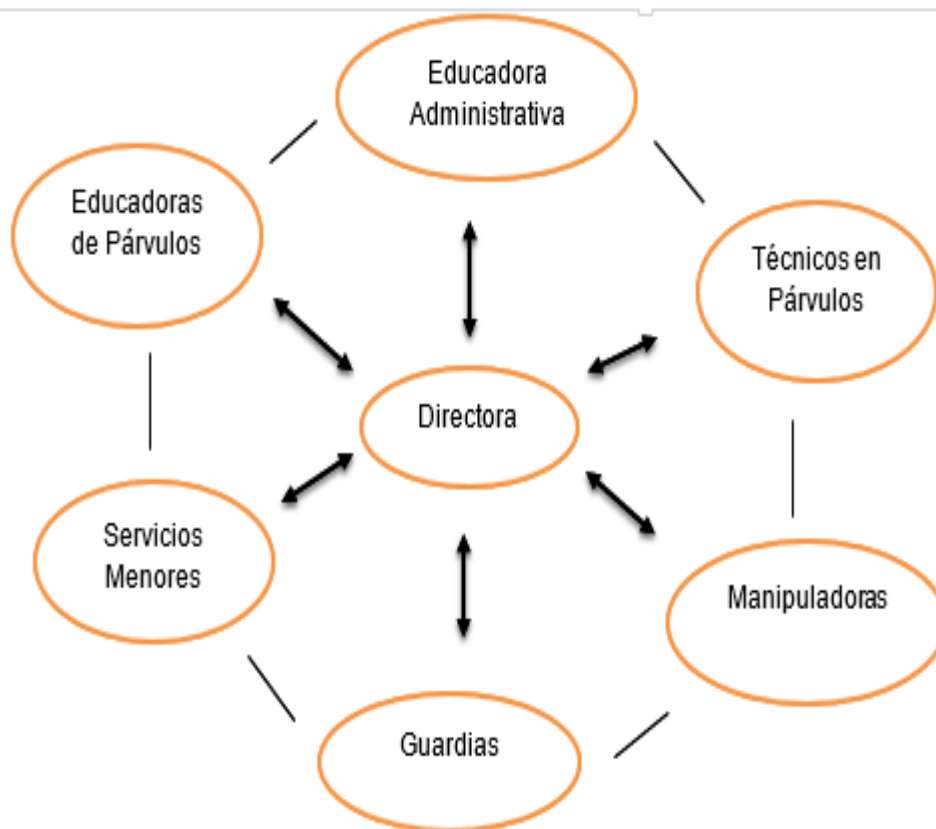 Educadora
Administrativa
Educadoras
de Párvulos
Técnicos en
Párvulos
Directora
Servicios
Menores
Manipuladoras
Guardias